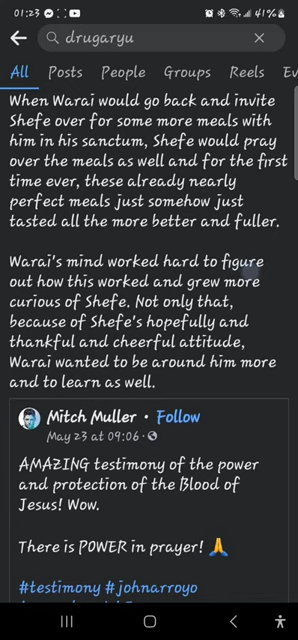 01:23
41%
drugaryu
All Posts People Groups Reels Ev
When Warai would go back and invite
Shefe over for some more meals with
him in his sanctum, Shefe would pray
over the meals as well and for the first
time ever, these already nearly
perfect meals just somehow just
tasted all the more better and fuller.
Warai's mind worked hard to figure
out how this worked and grew more
curious of Shefe. Not only that,
because of Shefe's hopefully and
thankful and cheerful attitude,
Warai wanted to be around him more
and to learn as well.
Mitch Muller • Follow
May 23 at 09:06 •
AMAZING testimony of the power
and protection of the Blood of
Jesus! Wow.
There is POWER in prayer! 🙏
#testimony #johnarroyo